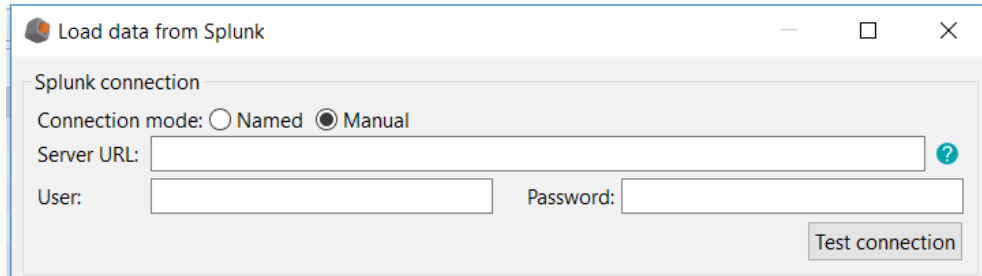 Load data from Splunk
Splunk connection
Connection mode: Named Manual
Server URL: ?
User: Password:
Test connection